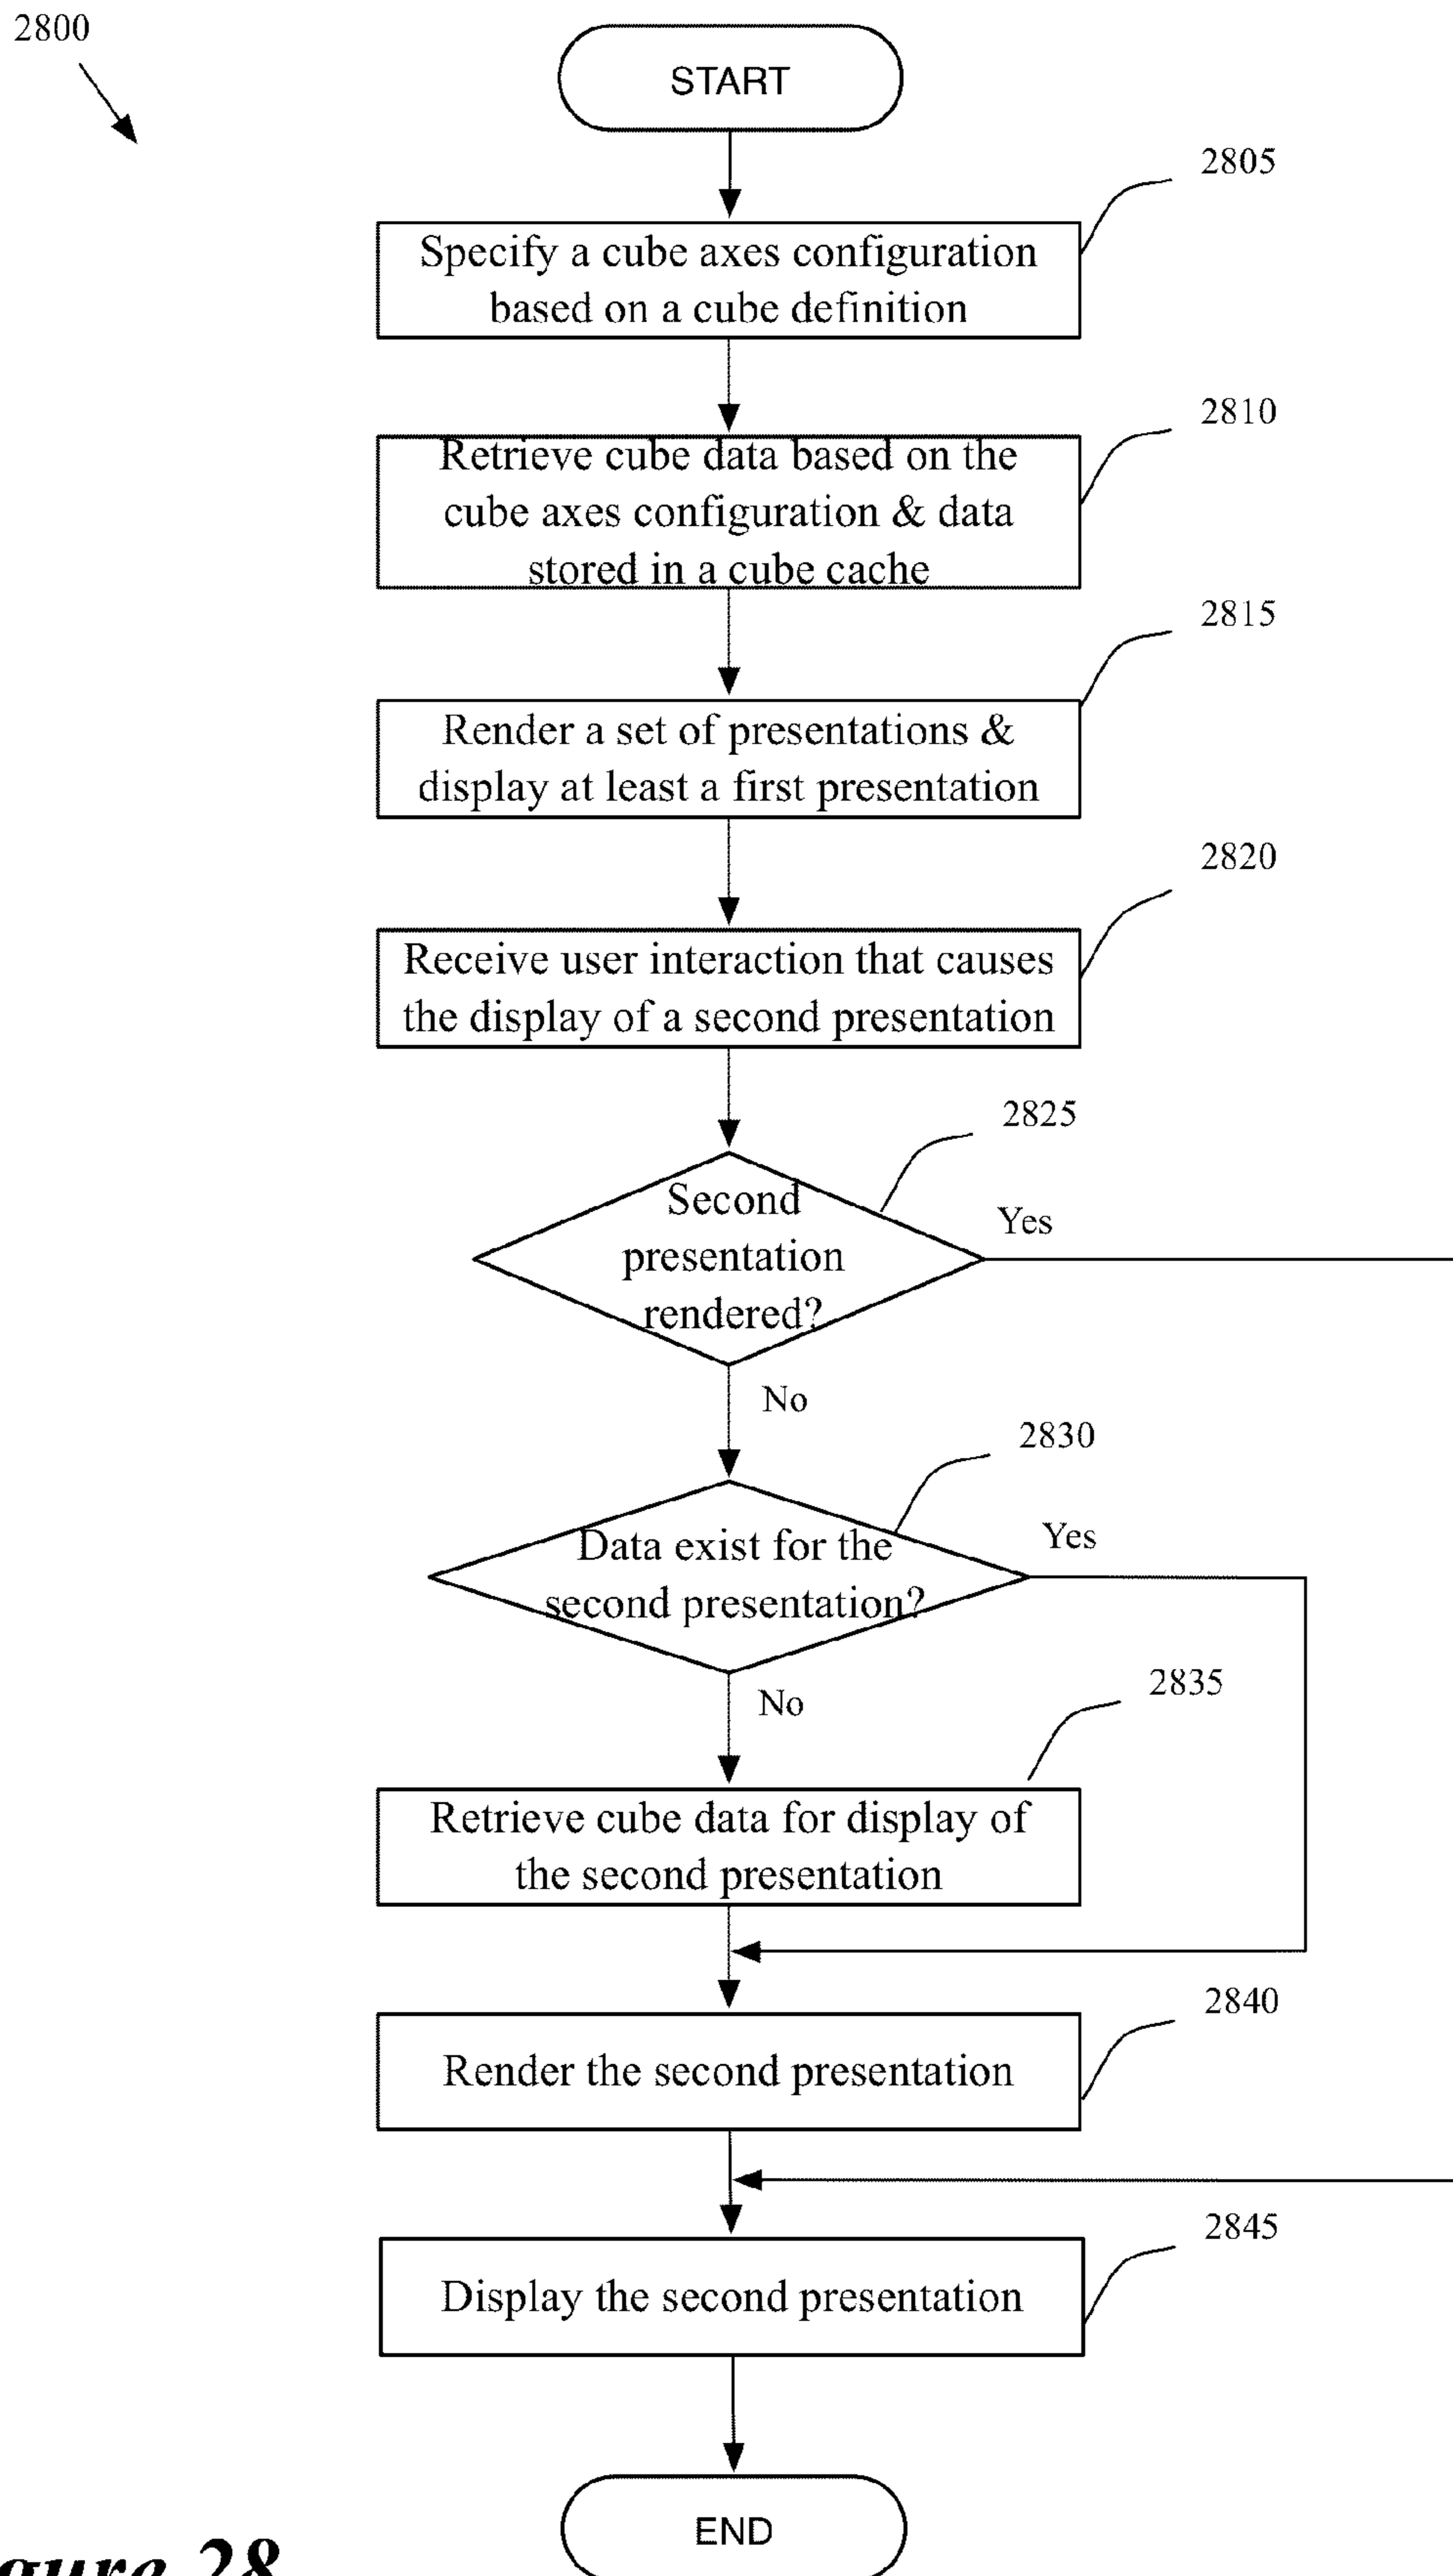 2800
START
2805
Specify a cube axes configuration
based on a cube definition
2810
Retrieve cube data based on the
cube axes configuration & data
stored in a cube cache
2815
Render a set of presentations &
display at least a first presentation
2820
Receive user interaction that causes
the display of a second presentation
2825
Second
presentation
rendered?
Yes
No
2830
Data exist for the
second presentation?
Yes
No
2835
Retrieve cube data for display of
the second presentation
2840
Render the second presentation
2845
Display the second presentation
END
28